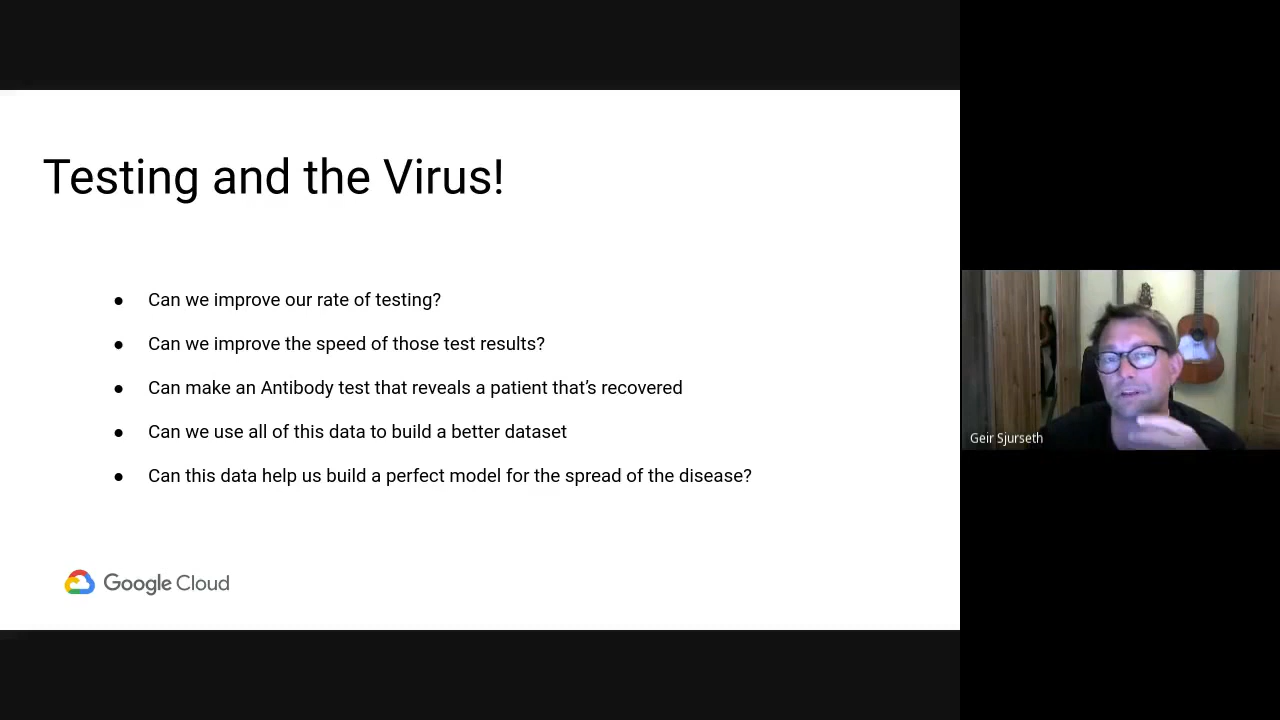 Testing and the Virus!
● Can we improve our rate of testing?
● Can we improve the speed of those test results?
● Can make an Antibody test that reveals a patient that’s recovered
● Can we use all of this data to build a better dataset
● Can this data help us build a perfect model for the spread of the disease?
Google Cloud
Geir Sjurseth